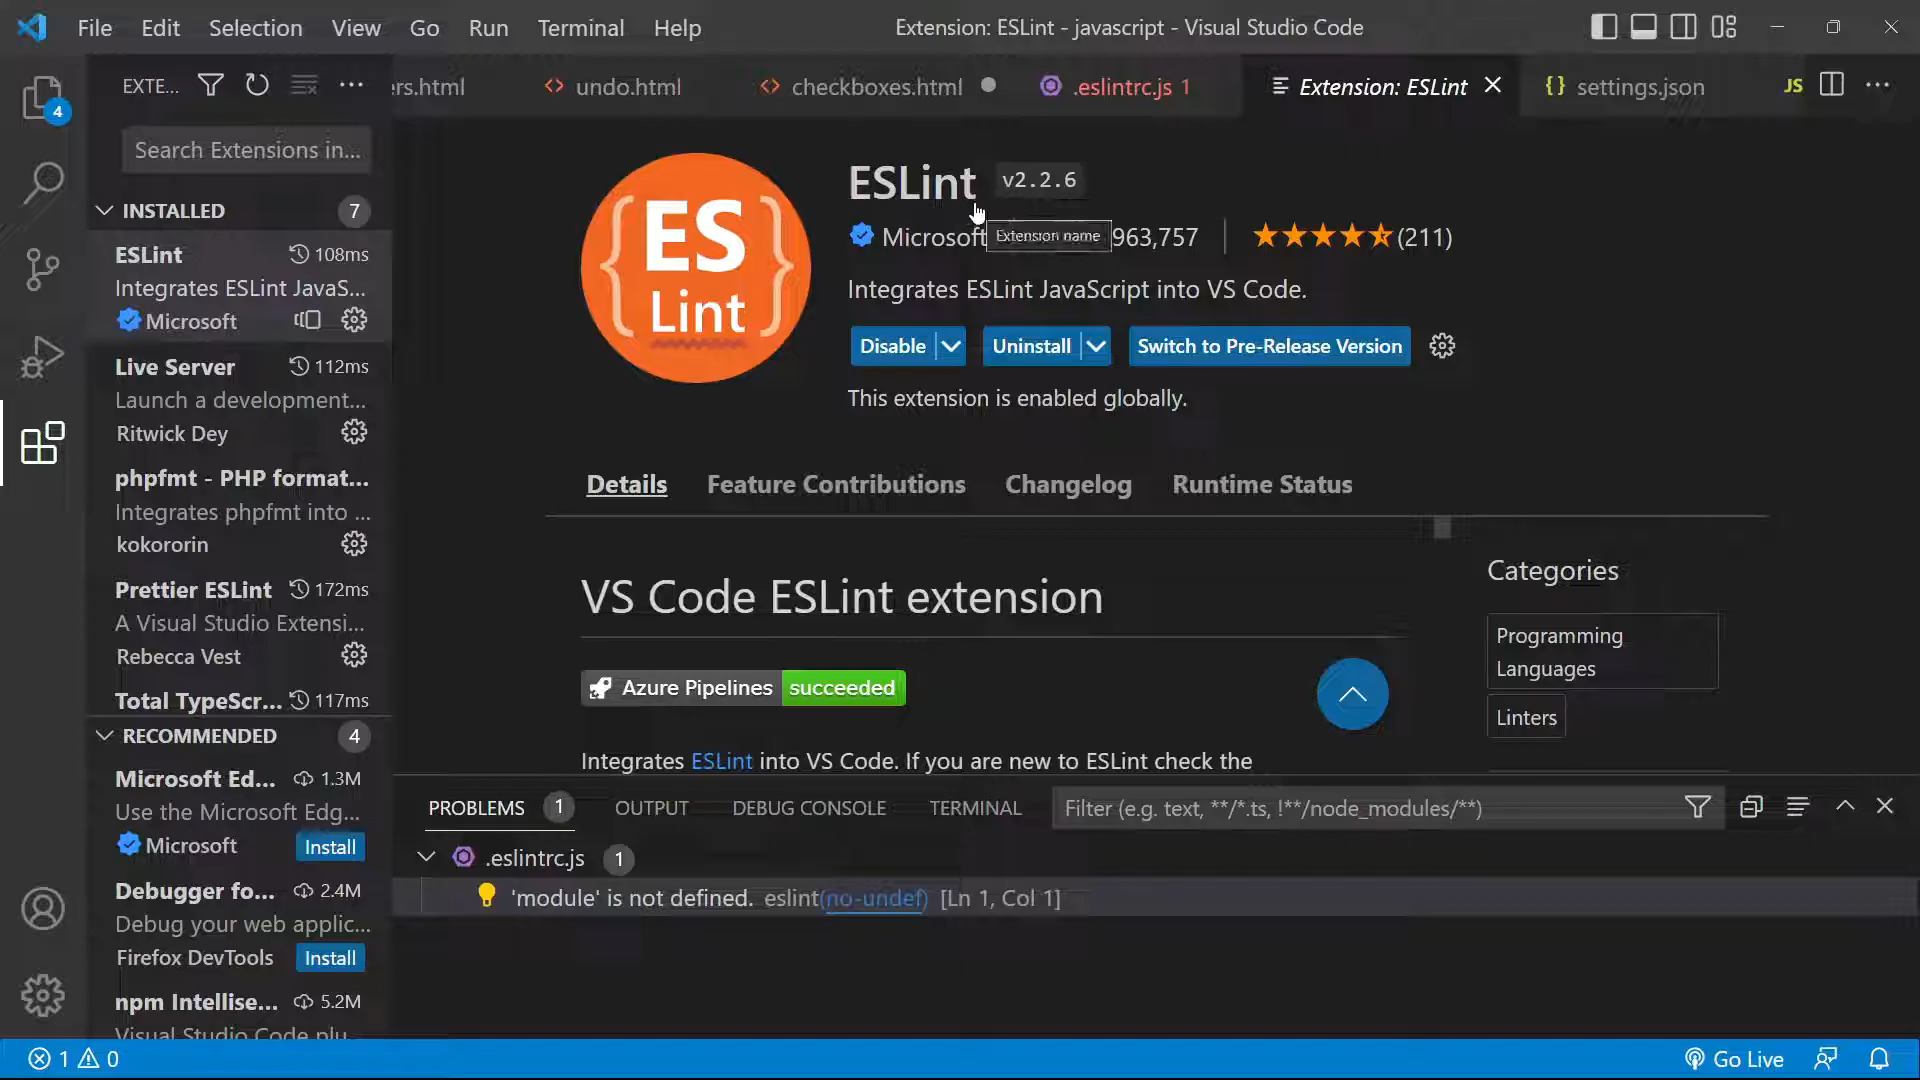 File Edit Selection View Go Run Terminal Help
Extension: ESLint - javascript - Visual Studio Code
EXTE...
ers.html
undo.html
checkboxes.html
.eslintrc.js 1
Extension: ESLint
{} settings.json
JS
4
Search Extensions in...
INSTALLED 7
ESLint 108ms
Integrates ESLint JavaS...
Microsoft
Live Server 112ms
Launch a development...
Ritwick Dey
phpfmt - PHP format...
Integrates phpfmt into ...
kokororin
Prettier ESLint 172ms
A Visual Studio Extensi...
Rebecca Vest
Total TypeScr... 117ms
RECOMMENDED 4
Microsoft Ed... 1.3M
Use the Microsoft Edg...
Microsoft Install
Debugger fo... 2.4M
Debug your web applic...
Firefox DevTools Install
npm Intellise... 5.2M
Visual Studio Code plu
{ES
Lint}
ESLint v2.2.6
Microsoft Extension name 963,757 (211)
Integrates ESLint JavaScript into VS Code.
Disable Uninstall Switch to Pre-Release Version
This extension is enabled globally.
Details Feature Contributions Changelog Runtime Status
VS Code ESLint extension
Azure Pipelines succeeded
Integrates ESLint into VS Code. If you are new to ESLint check the
Categories
Programming
Languages
Linters
PROBLEMS 1 OUTPUT DEBUG CONSOLE TERMINAL Filter (e.g. text, **/*.ts, !**/node_modules/**)
.eslintrc.js 1
'module' is not defined. eslint(no-undef) [Ln 1, Col 1]
1 0
Go Live